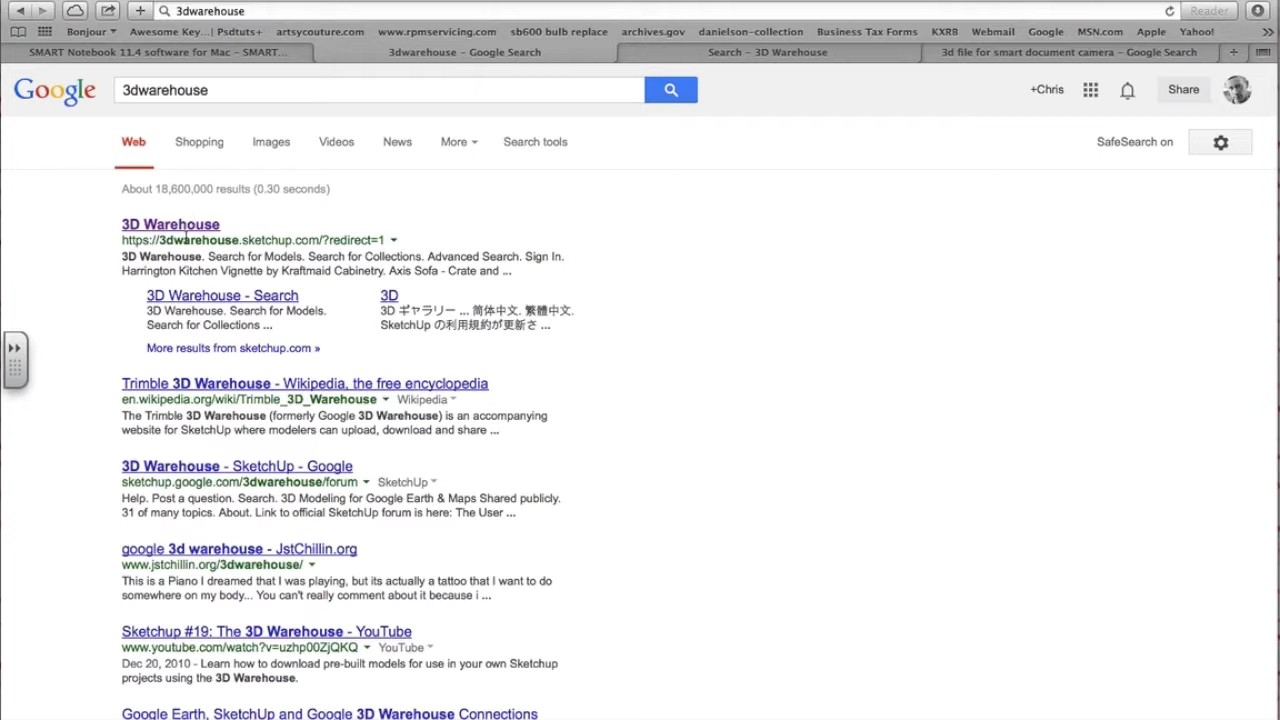 3dwarehouse
Reader
Bonjour Awesome Key...| Psdtuts+ artsycouture.com www.rpmservicing.com sb600 bulb replace archives.gov danielson-collection Business Tax Forms KXRB Webmail Google MSN.com Apple Yahoo!
SMART Notebook 11.4 software for Mac – SMART... 3dwarehouse – Google Search Search – 3D Warehouse 3d file for smart document camera – Google Search
Google 3dwarehouse +Chris Share
Web Shopping Images Videos News More Search tools SafeSearch on
About 18,600,000 results (0.30 seconds)
3D Warehouse
https://3dwarehouse.sketchup.com/?redirect=1
3D Warehouse. Search for Models. Search for Collections. Advanced Search. Sign In.
Harrington Kitchen Vignette by Kraftmaid Cabinetry. Axis Sofa - Crate and ...
3D Warehouse - Search
3D Warehouse. Search for Models.
Search for Collections ...
3D
3D ギャラリー ... 简体中文. 繁體中文.
SketchUp の利用規約が更新さ ...
More results from sketchup.com »
Trimble 3D Warehouse - Wikipedia, the free encyclopedia
en.wikipedia.org/wiki/Trimble_3D_Warehouse Wikipedia
The Trimble 3D Warehouse (formerly Google 3D Warehouse) is an accompanying
website for SketchUp where modelers can upload, download and share ...
3D Warehouse - SketchUp - Google
sketchup.google.com/3dwarehouse/forum SketchUp
Help. Post a question. Search. 3D Modeling for Google Earth & Maps Shared publicly.
31 of many topics. About. Link to official SketchUp forum is here: The User ...
google 3d warehouse - JstChillin.org
www.jstchillin.org/3dwarehouse/
This is a Piano I dreamed that I was playing, but its actually a tattoo that I want to do
somewhere on my body... You can't really comment about it because i ...
Sketchup #19: The 3D Warehouse - YouTube
www.youtube.com/watch?v=uzhp00ZjQKQ YouTube
Dec 20, 2010 - Learn how to download pre-built models for use in your own Sketchup
projects using the 3D Warehouse.
Google Earth, SketchUp and Google 3D Warehouse Connections